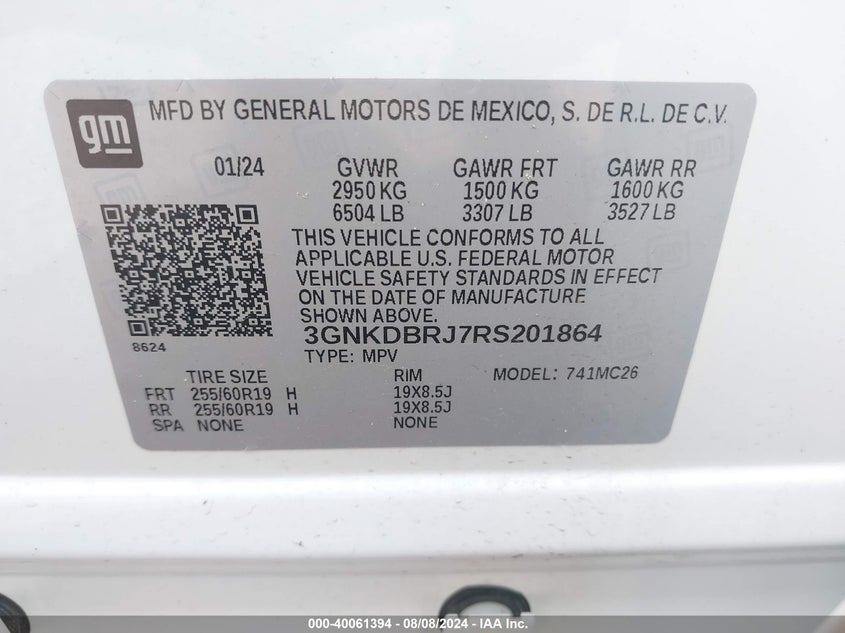 gm
MFD BY GENERAL MOTORS DE MEXICO, S. DE R.L. DE C.V.
01/24 GVWR GAWR FRT GAWR RR
2950 KG 1500 KG 1600 KG
6504 LB 3307 LB 3527 LB
THIS VEHICLE CONFORMS TO ALL
APPLICABLE U.S. FEDERAL MOTOR
VEHICLE SAFETY STANDARDS IN EFFECT
ON THE DATE OF MANUFACTURE
SHOWN ABOVE.
8624
3GNKDBRJ7RS201864
TYPE: MPV
TIRE SIZE RIM MODEL: 741MC26
FRT 255/60R19 H 19X8.5J
RR 255/60R19 H 19X8.5J
SPA NONE NONE
000-40061394 - 08/08/2024 - IAA Inc.